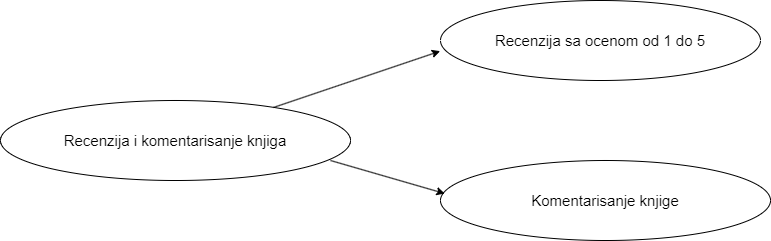 Recenzija sa ocenom od 1 do 5
Recenzija i komentarisanje knjiga
Komentarisanje knjige